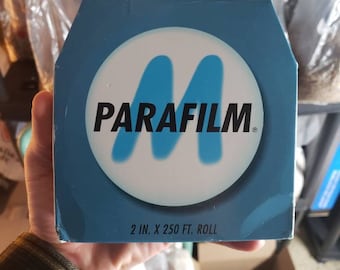 M
PARAFILM®
2 IN. X 250 FT. ROLL